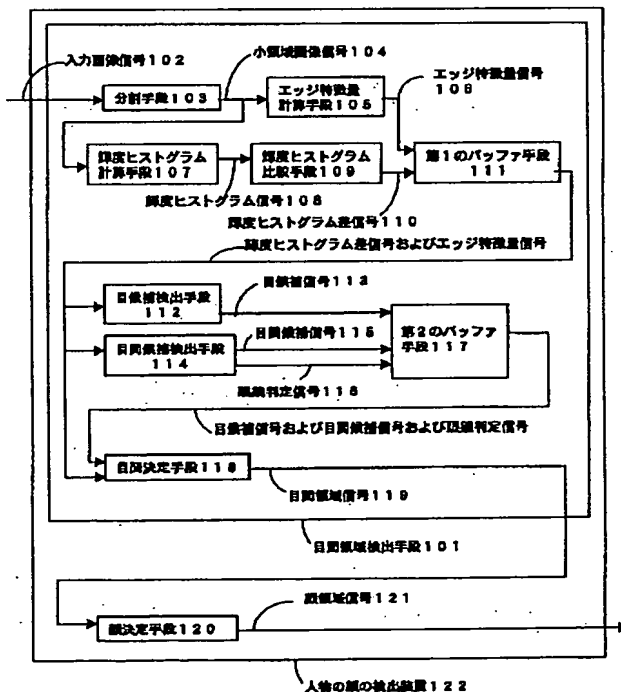 入力画像信号102
小領域画像信号104
エッジ特徴量信号
106
分割手段103
エッジ特徴量
計算手段105
輝度ヒストグラム
計算手段107
輝度ヒストグラム
比較手段109
第1のバッファ手段
111
輝度ヒストグラム信号108
輝度ヒストグラム差信号110
輝度ヒストグラム差信号およびエッジ特徴量信号
目候補検出手段
112
目候補信号113
目間候補検出手段
114
目間候補信号115
眼鏡判定信号116
第2のバッファ
手段117
目候補信号および目間候補信号および眼鏡判定信号
目間決定手段118
目間領域信号119
目間領域検出手段101
顔決定手段120
顔領域信号121
人物の顔の検出装置122